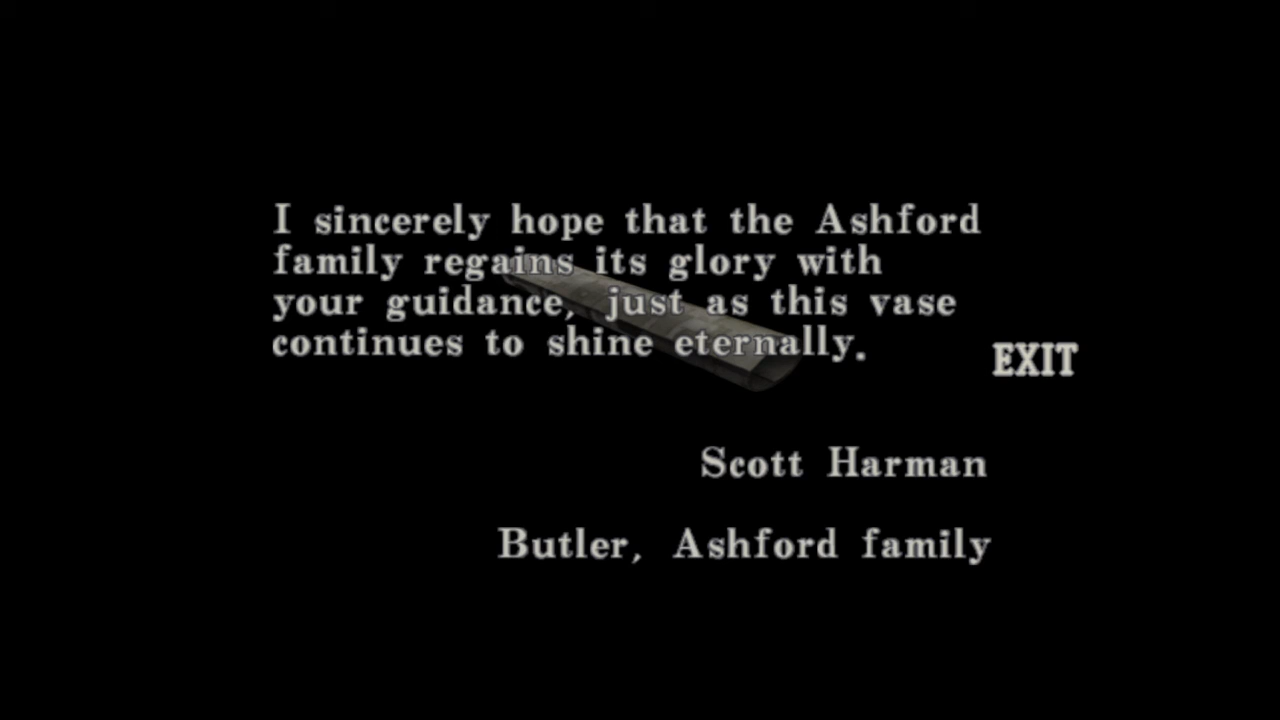 I sincerely hope that the Ashford
family regains its glory with
your guidance, just as this vase
continues to shine eternally.
EXIT
Scott Harman
Butler, Ashford family